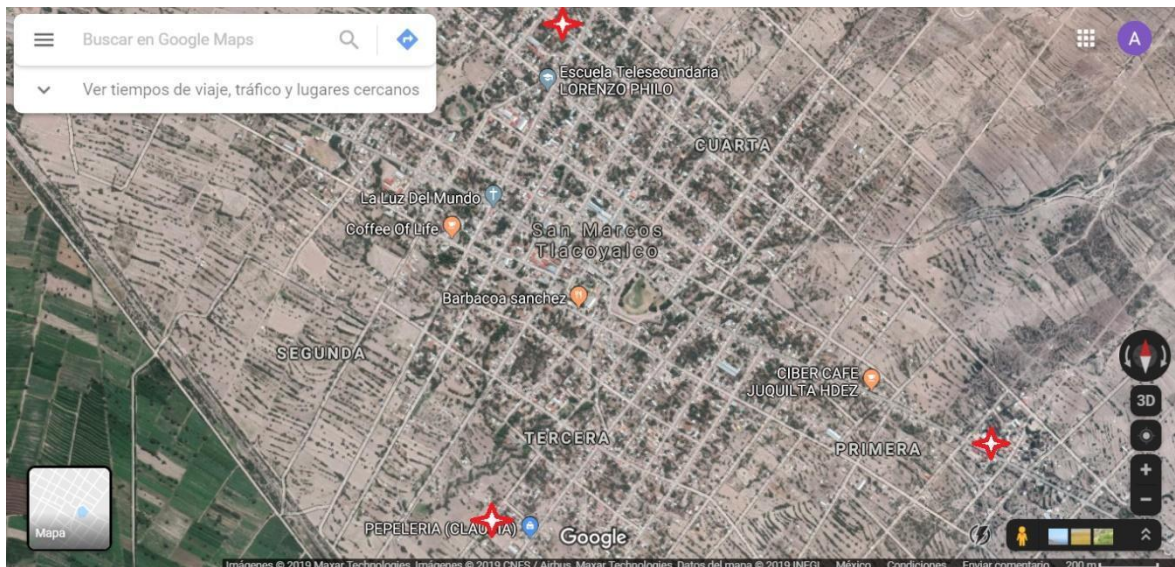 Buscar en Google Maps
A
Ver tiempos de viaje, tráfico y lugares cercanos
Escuela Telesecundaria
LORENZO PHILO
CUARTA
La Luz Del Mundo
Coffee Of Life
San Marcos
Tlacoyalco
Barbacoa sanchez
SEGUNDA
CIBER CAFE
JUQUILTA HDEZ
3D
TERCERA
PRIMERA
Mapa
PEPELERIA (CLAUDIA)
Google
Imágenes © 2019 Maxar Technologies, Imágenes © 2019 CNES / Airbus, Maxar Technologies, Datos del mapa © 2019 INEGI México Condiciones Enviar comentario 200 m